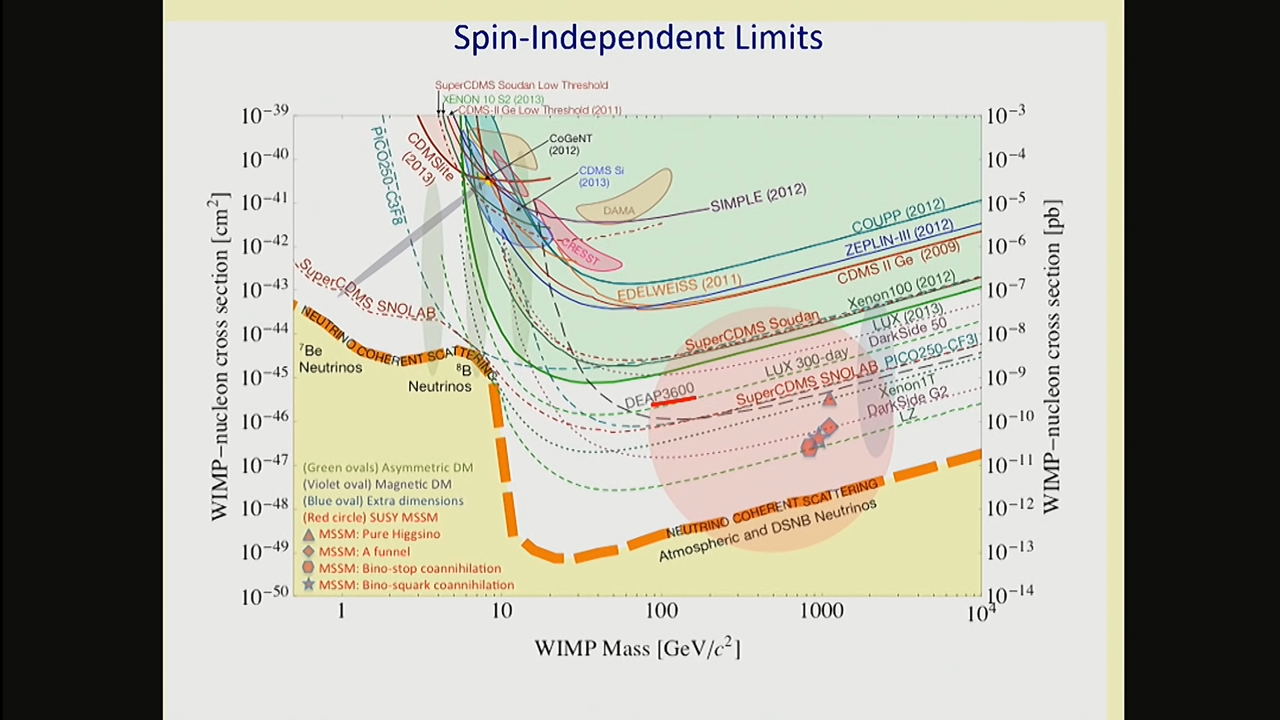 Spin-Independent Limits
SuperCDMS Soudan Low Threshold
XENON 10 S2 (2013)
CDMS-II Ge Low Threshold (2011)
10−39
10−40
10−41
10−42
10−43
10−44
10−45
10−46
10−47
10−48
10−49
10−50
WIMP−nucleon cross section [cm2]
10−3
10−4
10−5
10−6
10−7
10−8
10−9
10−10
10−11
10−12
10−13
10−14
WIMP−nucleon cross section [pb]
PICO250-C3F8
CDMSlite
(2013)
CoGeNT
(2012)
CDMS Si
(2013)
DAMA
SIMPLE (2012)
CRESST
COUPP (2012)
ZEPLIN-III (2012)
CDMS II Ge (2009)
EDELWEISS (2011)
Xenon100 (2012)
SuperCDMS SNOLAB
SuperCDMS Soudan
LUX (2013)
DarkSide 50
LUX 300-day
PICO250-CF3I
NEUTRINO COHERENT SCATTERING
7Be
Neutrinos
8B
Neutrinos
DEAP3600
SuperCDMS SNOLAB
Xenon1T
DarkSide G2
LZ
(Green ovals) Asymmetric DM
(Violet oval) Magnetic DM
(Blue oval) Extra dimensions
(Red circle) SUSY MSSM
MSSM: Pure Higgsino
MSSM: A funnel
MSSM: Bino-stop coannihilation
MSSM: Bino-squark coannihilation
NEUTRINO COHERENT SCATTERING
Atmospheric and DSNB Neutrinos
1
10
100
1000
104
WIMP Mass [GeV/c2]